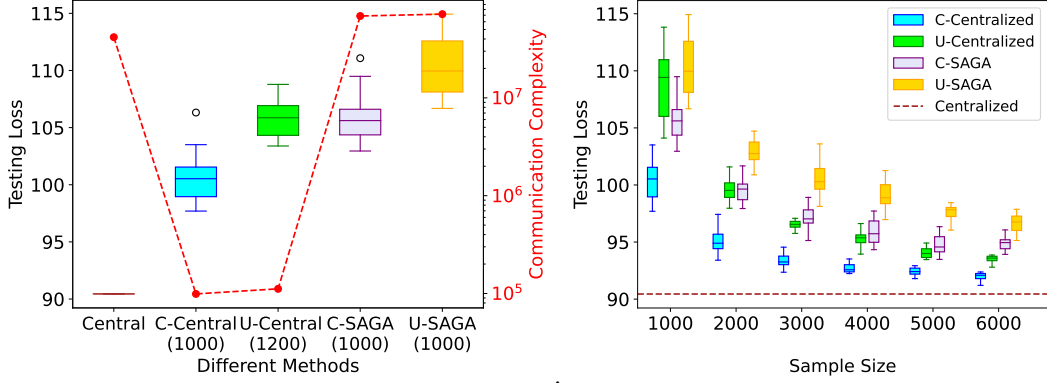 Testing Loss
115
110
105
100
95
90
10^7
10^6
10^5
Communication Complexity
Central C-Central U-Central C-SAGA U-SAGA
(1000) (1200) (1000) (1000)
Different Methods
Testing Loss
115
110
105
100
95
90
C-Centralized
U-Centralized
C-SAGA
U-SAGA
Centralized
1000 2000 3000 4000 5000 6000
Sample Size